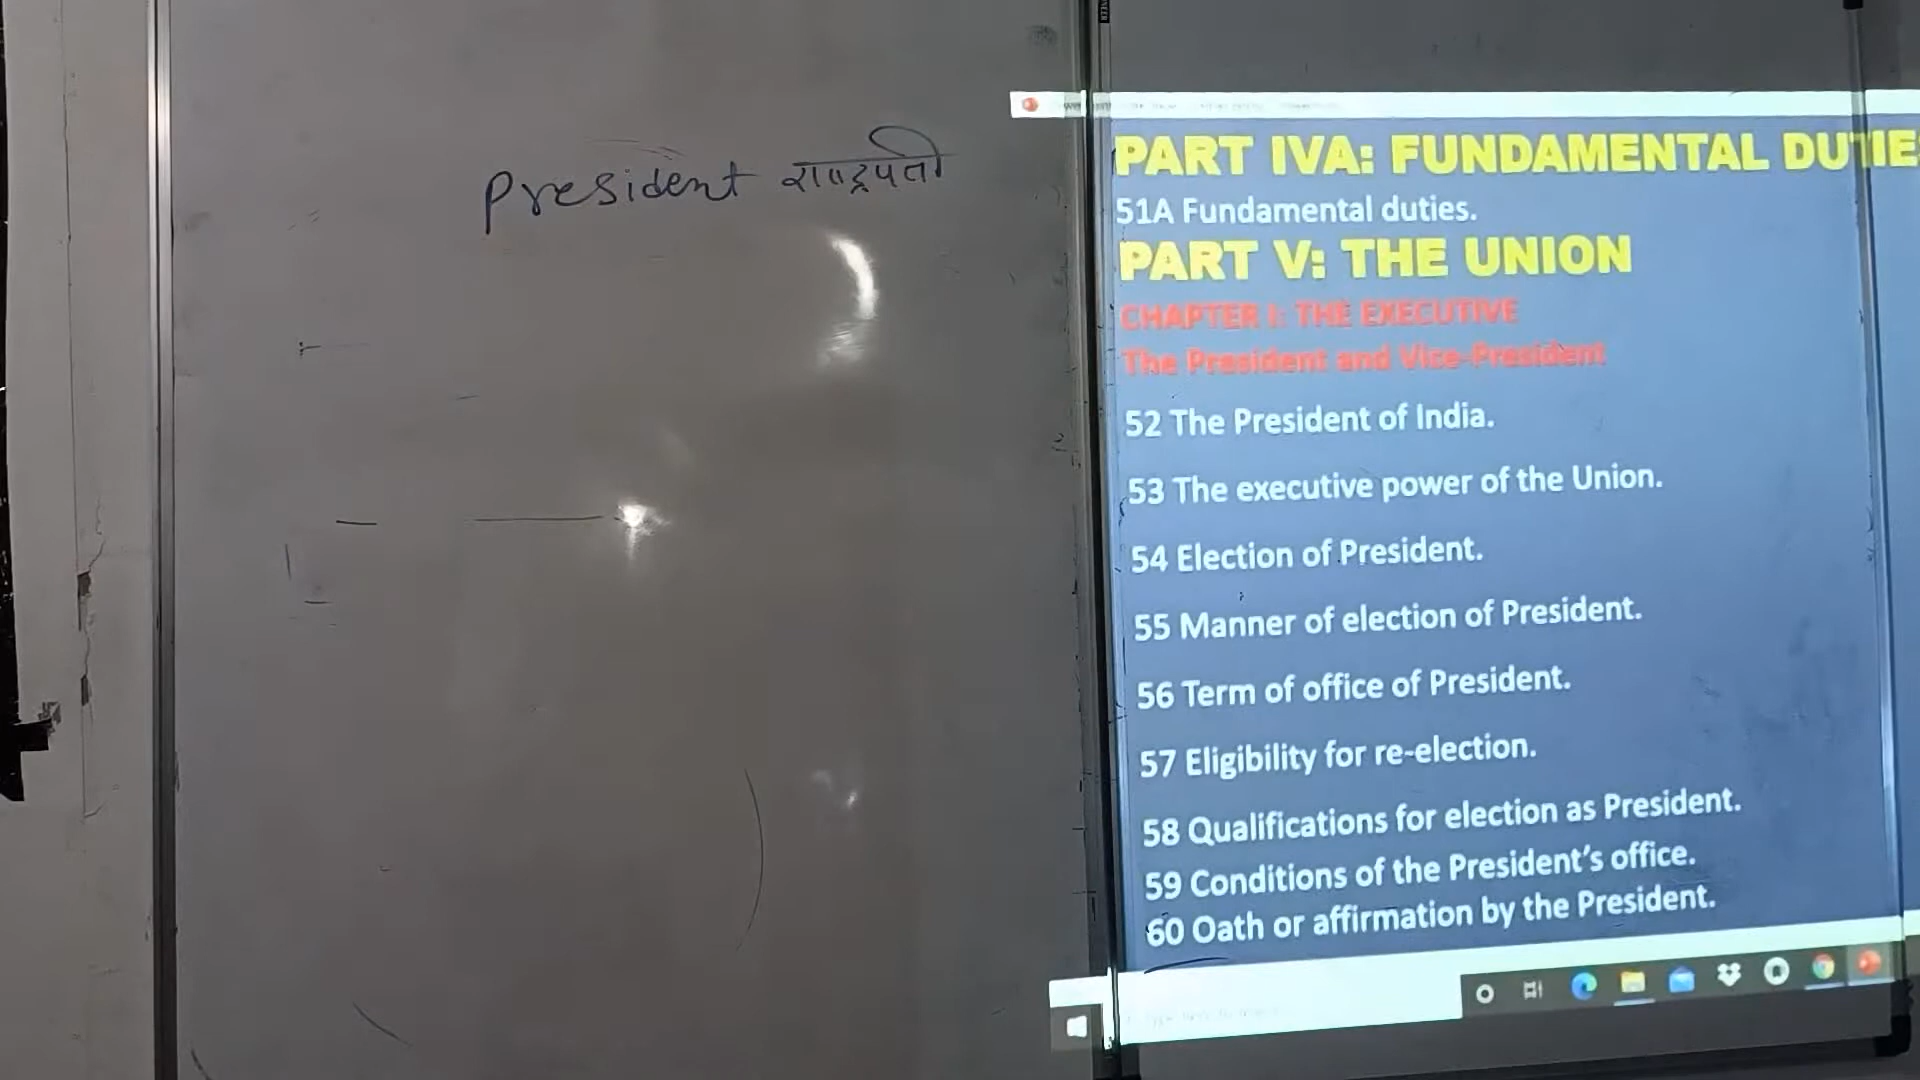 President राष्ट्रपती
PART IVA: FUNDAMENTAL DUTIE
51A Fundamental duties.
PART V: THE UNION
CHAPTER I: THE EXECUTIVE
The President and Vice-President
52 The President of India.
53 The executive power of the Union.
54 Election of President.
55 Manner of election of President.
56 Term of office of President.
57 Eligibility for re-election.
58 Qualifications for election as President.
59 Conditions of the President's office.
60 Oath or affirmation by the President.